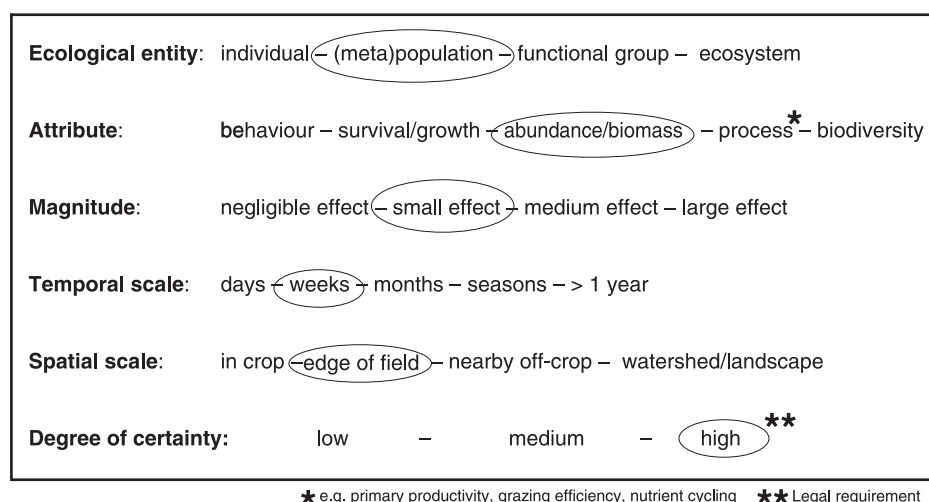 Ecological entity: individual – (meta)population – functional group – ecosystem
Attribute: behaviour – survival/growth – abundance/biomass – process* – biodiversity
Magnitude: negligible effect – small effect – medium effect – large effect
Temporal scale: days – weeks – months – seasons – > 1 year
Spatial scale: in crop – edge of field – nearby off-crop – watershed/landscape
Degree of certainty: low – medium – high **
* e.g. primary productivity, grazing efficiency, nutrient cycling ** Legal requirement